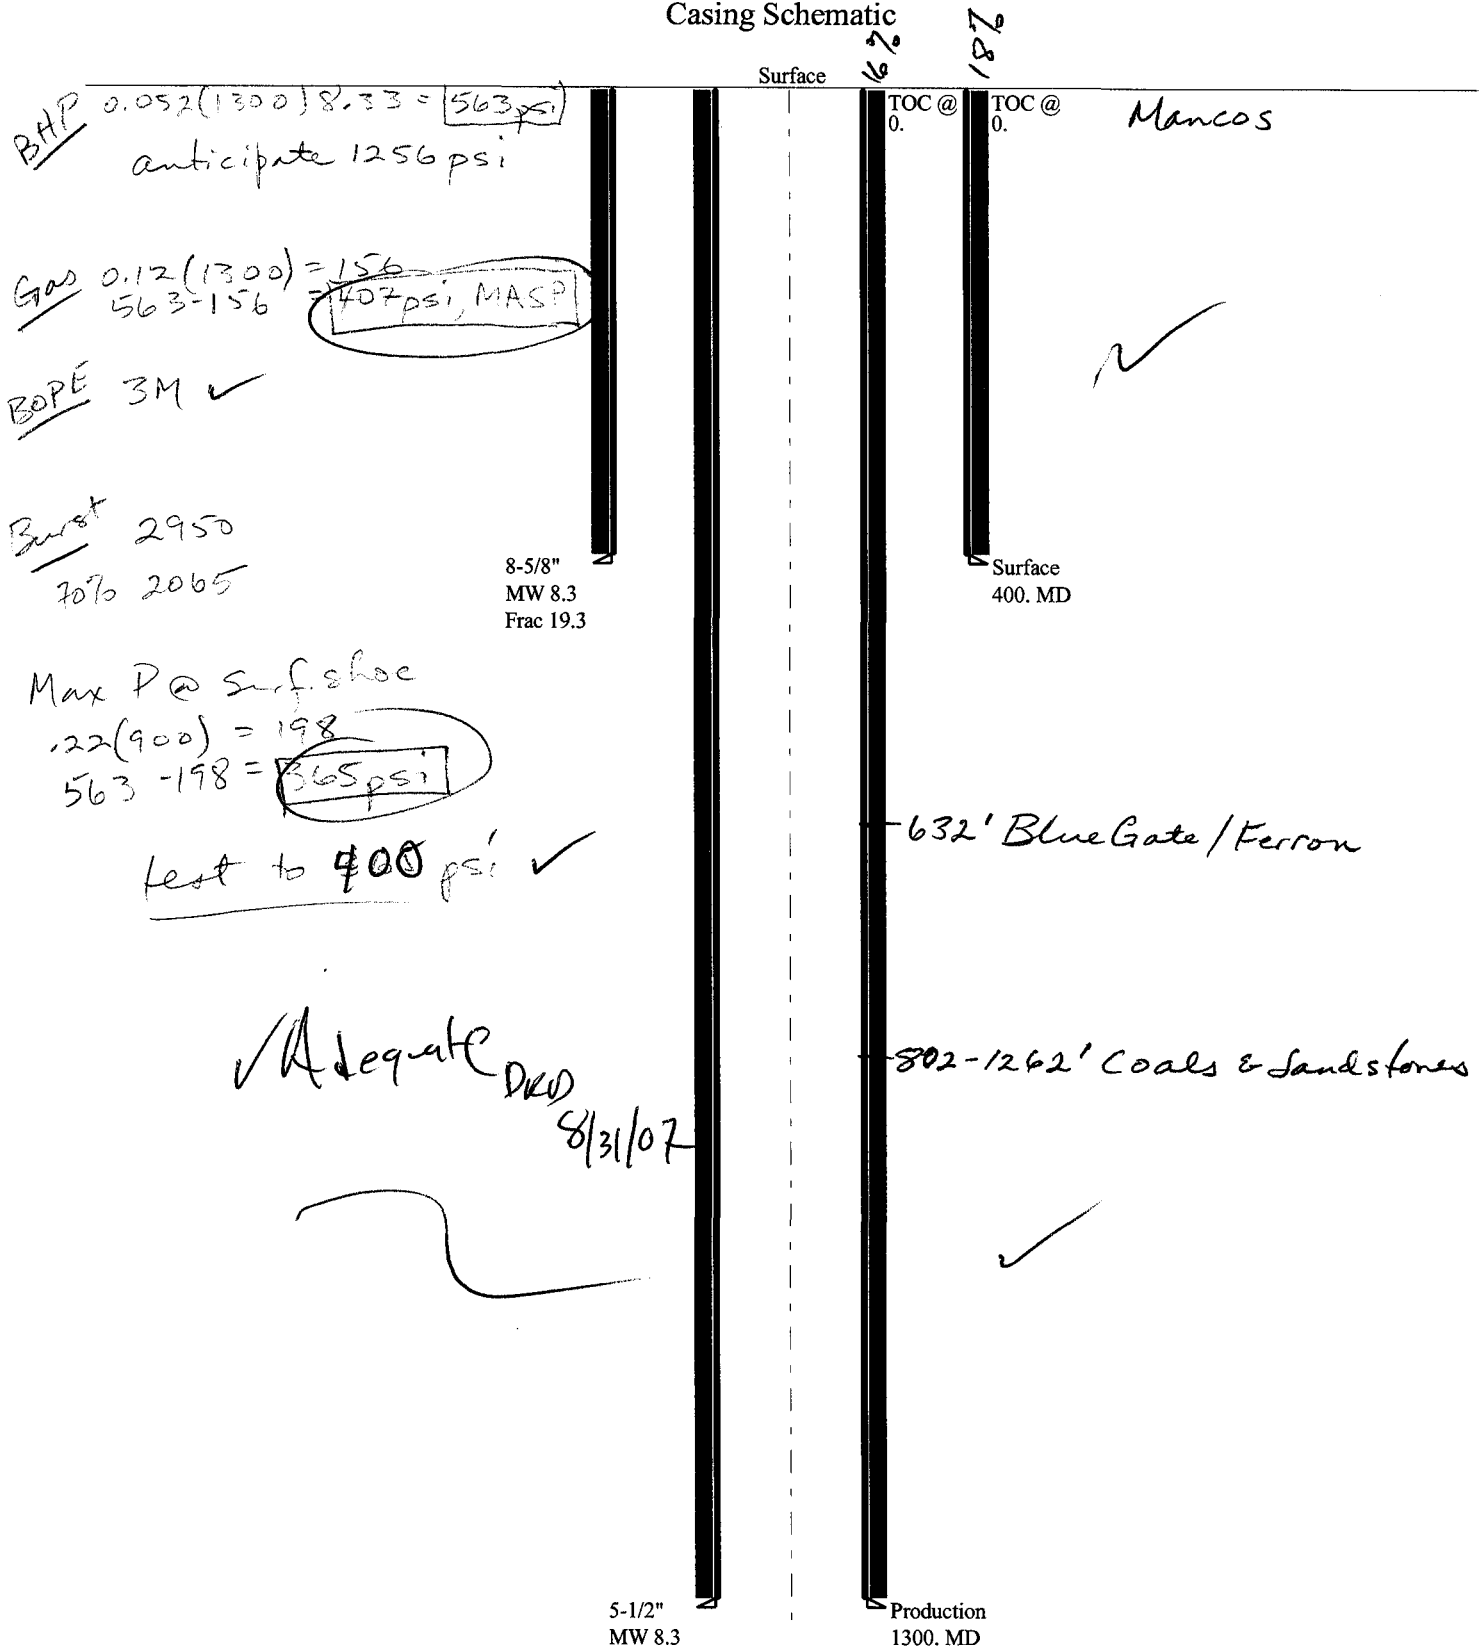 Casing Schematic
16%
18%
Surface
TOC @
0.
TOC @
0.
Mancos
BHP 0.052(1300)8.33 = 563 psi
anticipate 1256 psi
Gas 0.12(1300) = 156
563-156 = 407 psi, MASP
BOPE 3M ✓
Burst 2950
70% 2065
8-5/8"
MW 8.3
Frac 19.3
Surface
400. MD
Max P @ Surf. shoe
.22(900) = 198
563 -198 = 365 psi
test to 400 psi ✓
632' Blue Gate / Ferron
✓ Adequate DKD
8/31/07
802-1262' Coals & Sandstones
5-1/2"
MW 8.3
Production
1300. MD